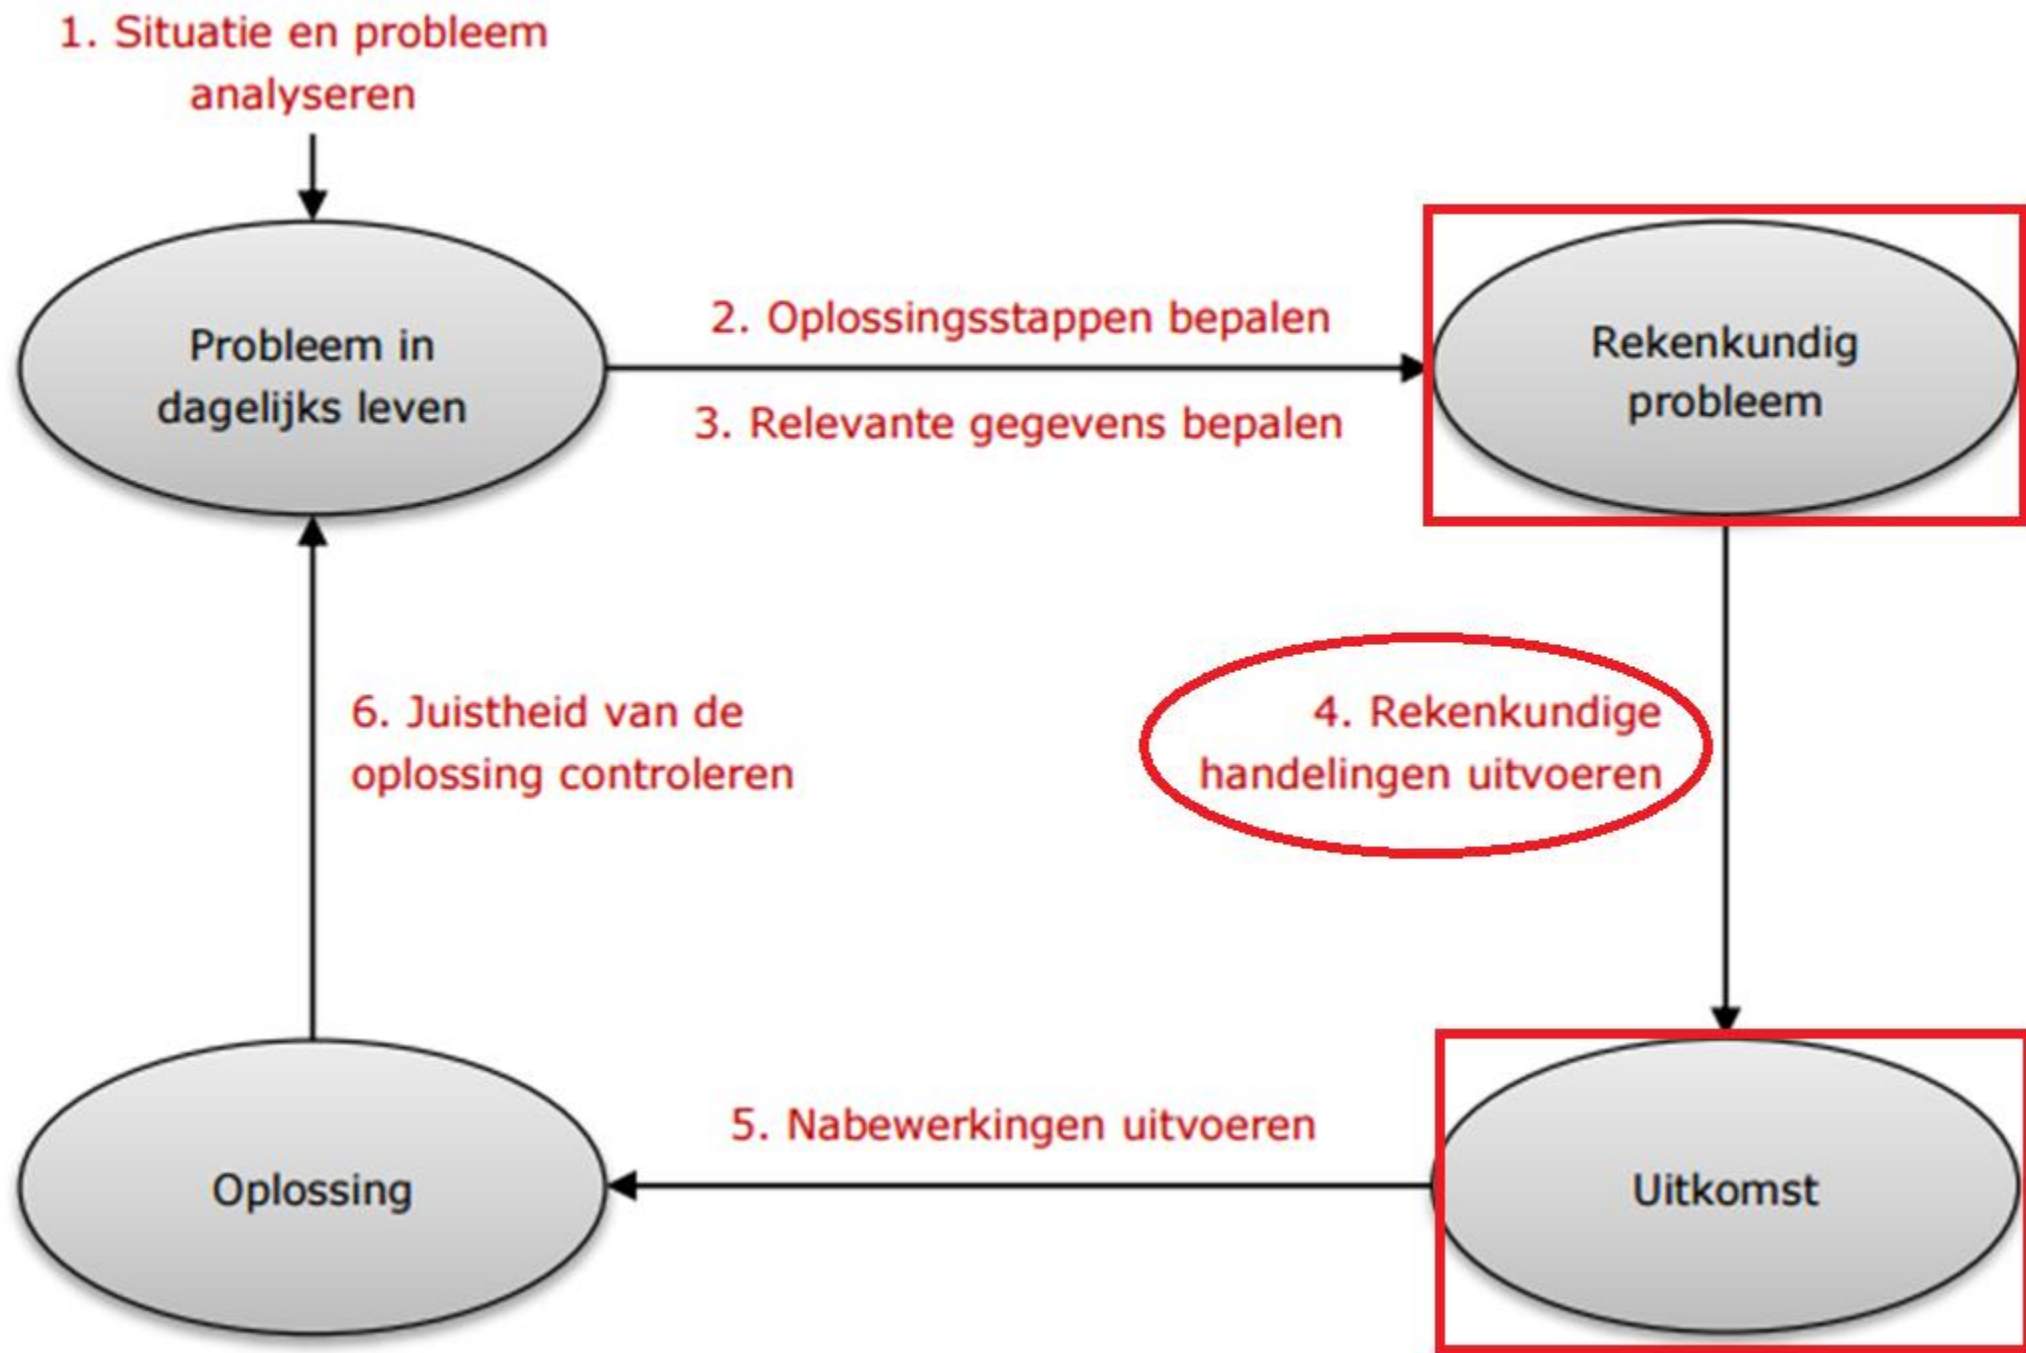 1. Situatie en probleem
analyseren
Probleem in
dagelijks leven
2. Oplossingsstappen bepalen
3. Relevante gegevens bepalen
Rekenkundig
probleem
6. Juistheid van de
oplossing controleren
4. Rekenkundige
handelingen uitvoeren
Oplossing
5. Nabewerkingen uitvoeren
Uitkomst